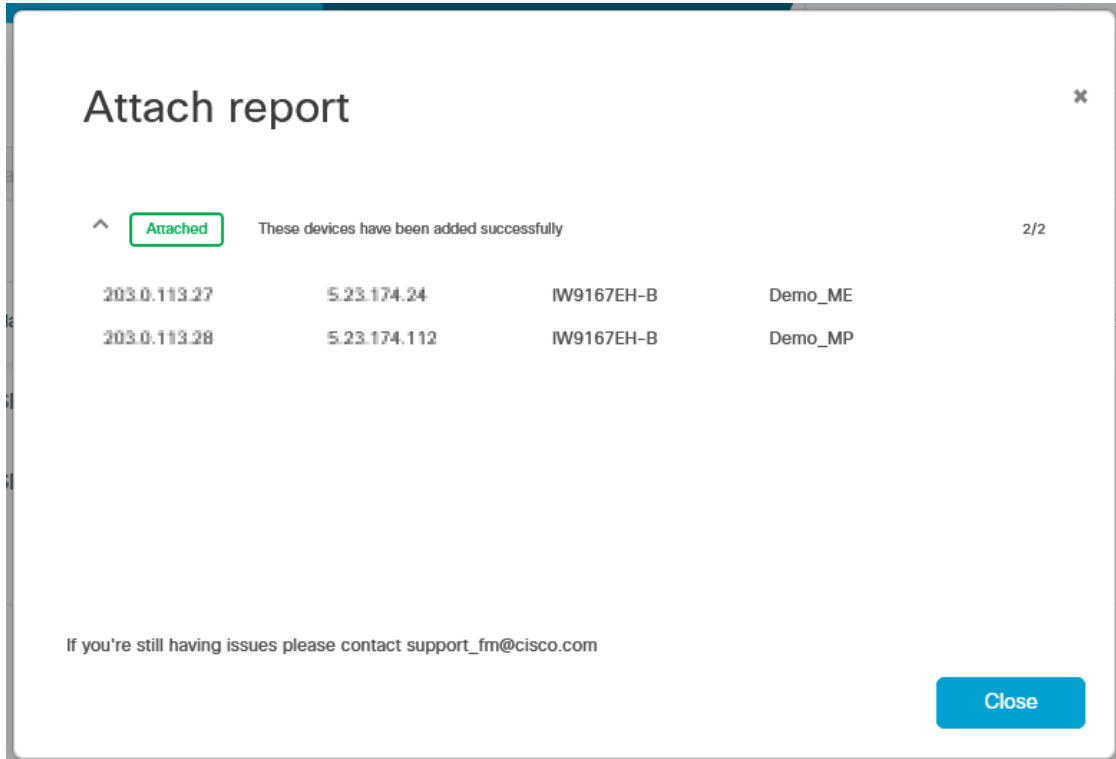 Attach report
Attached These devices have been added successfully 2/2
203.0.113.27 5.23.174.24 IW9167EH-B Demo_ME
203.0.113.28 5.23.174.112 IW9167EH-B Demo_MP
If you're still having issues please contact support_fm@cisco.com
Close